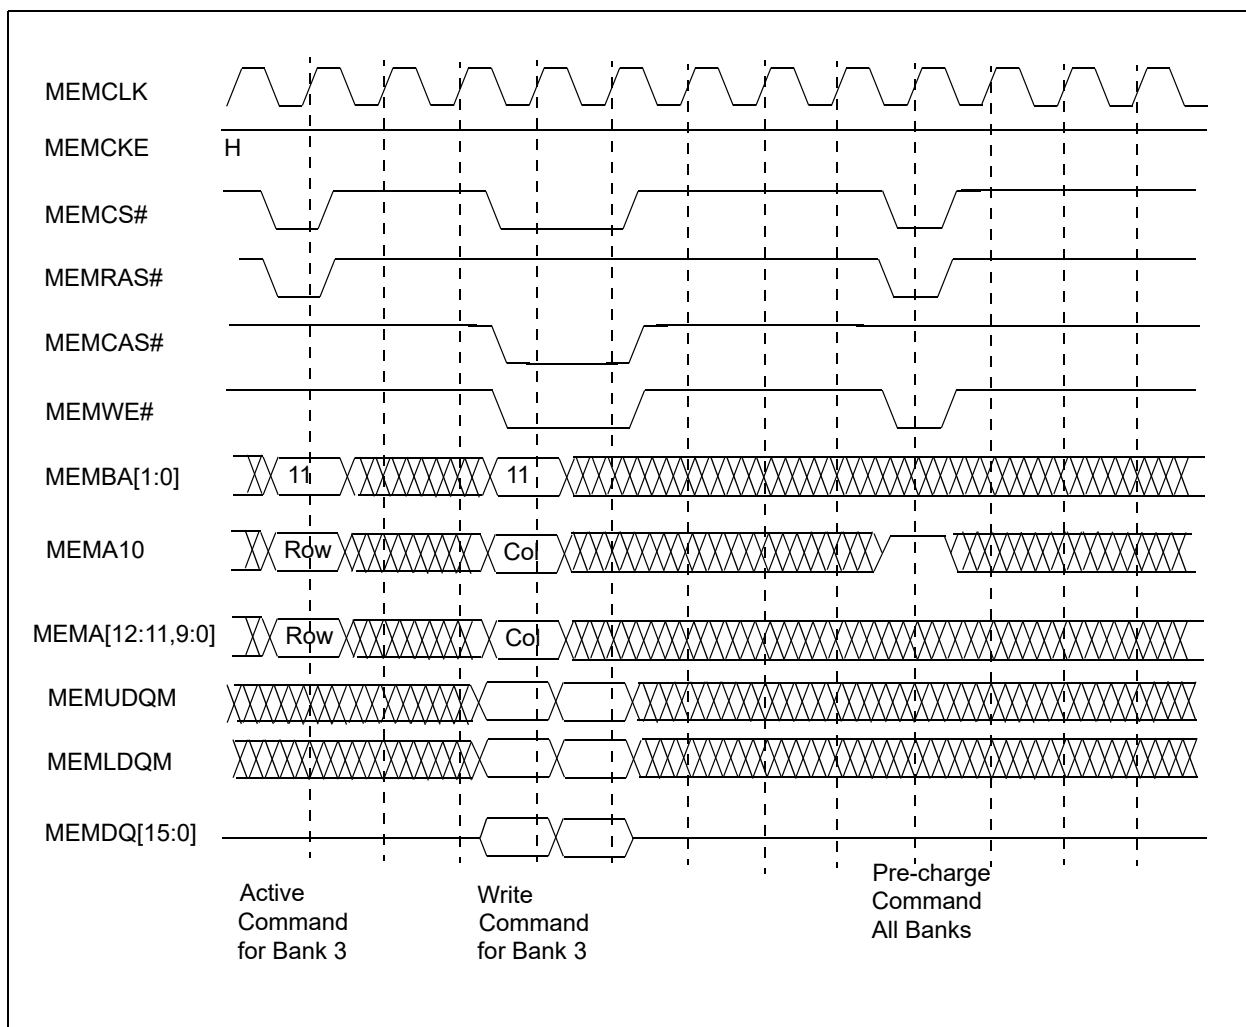 MEMCLK
MEMCKE H
MEMCS#
MEMRAS#
MEMCAS#
MEMWE#
MEMBA[1:0] 11 11
MEMA10 Row Col
MEMA[12:11,9:0] Row Col
MEMUDQM
MEMLDQM
MEMDQ[15:0]
Active
Command
for Bank 3
Write
Command
for Bank 3
Pre-charge
Command
All Banks